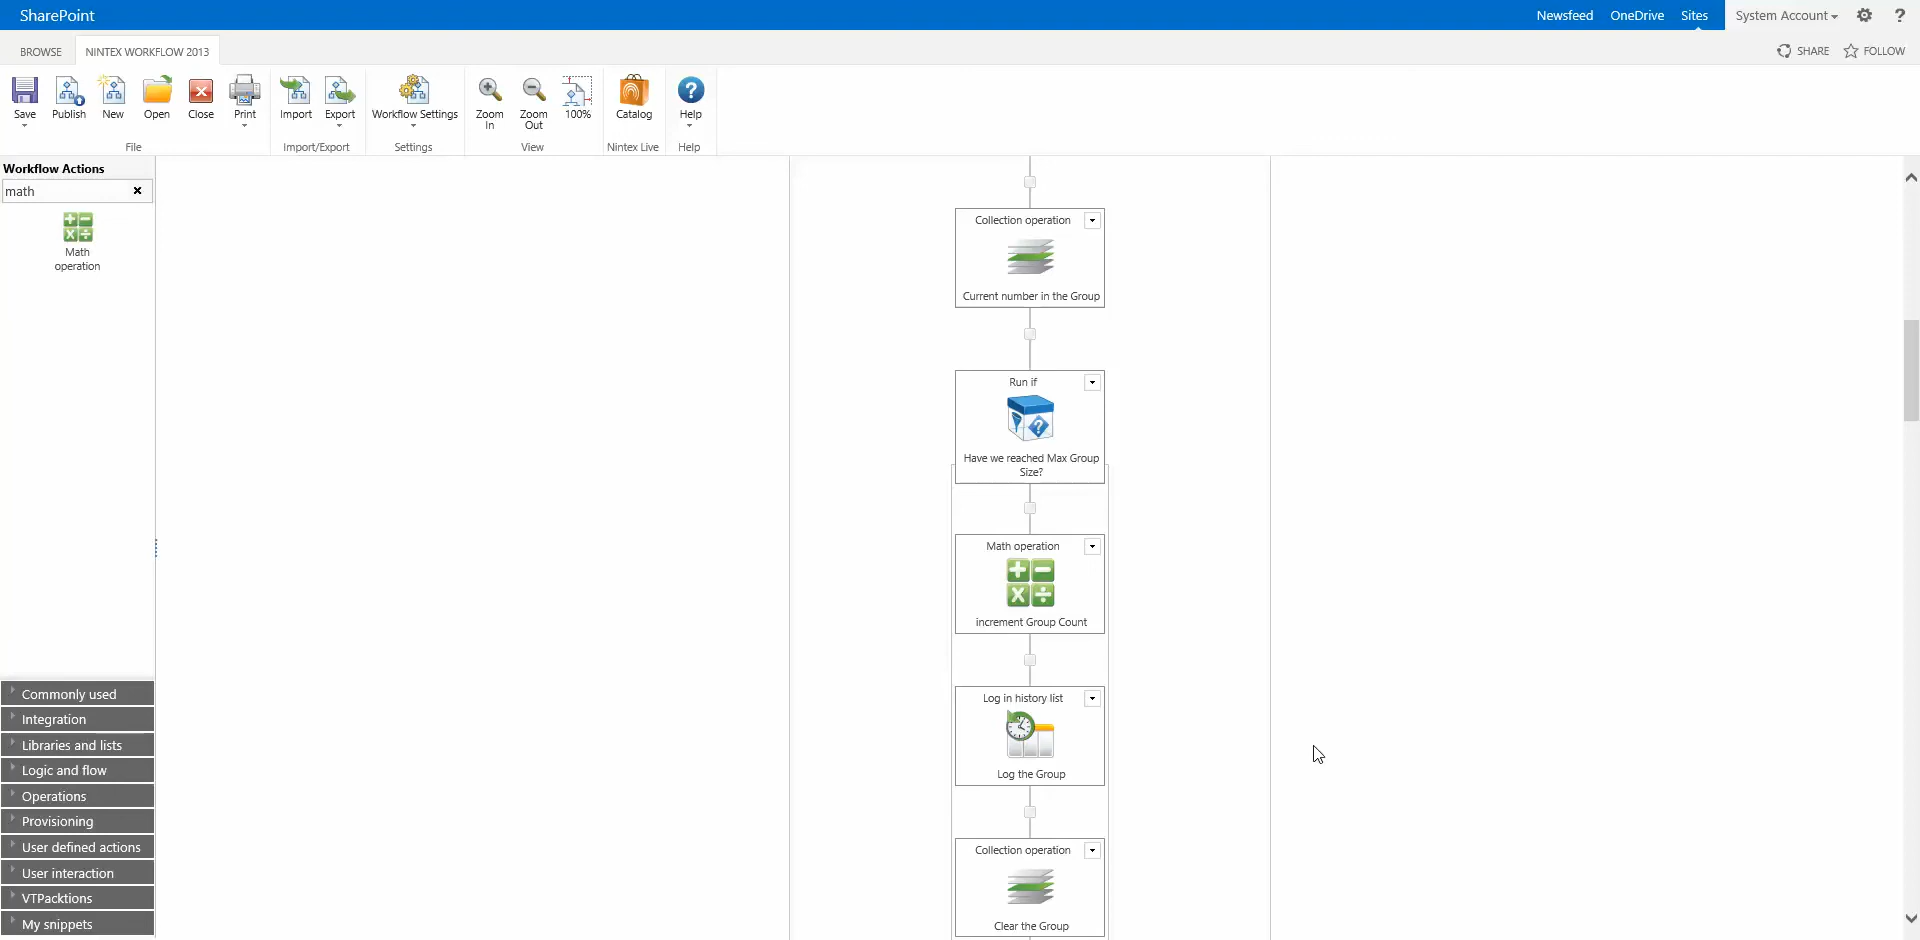 SharePoint
Newsfeed OneDrive Sites System Account ?
BROWSE NINTEX WORKFLOW 2013 SHARE FOLLOW
Save Publish New Open Close Print Import Export Workflow Settings Zoom In Zoom Out 100% Catalog Help
File Import/Export Settings View Nintex Live Help
Workflow Actions
math
Math
operation
Commonly used
Integration
Libraries and lists
Logic and flow
Operations
Provisioning
User defined actions
User interaction
VTPacktions
My snippets
Collection operation
Current number in the Group
Run if
Have we reached Max Group
Size?
Math operation
increment Group Count
Log in history list
Log the Group
Collection operation
Clear the Group